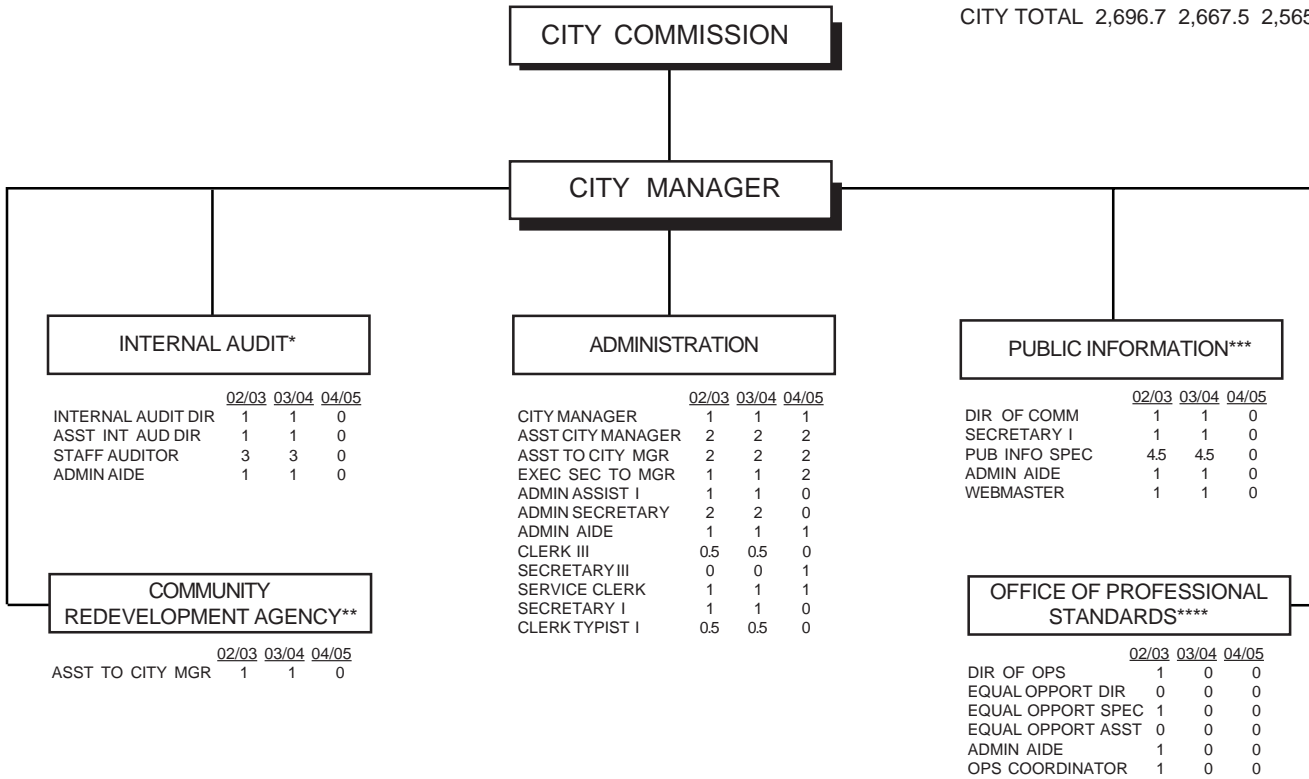 CITY TOTAL 2,696.7 2,667.5 2,565
CITY COMMISSION
CITY MANAGER
INTERNAL AUDIT*
02/03 03/04 04/05
INTERNAL AUDIT DIR 1 1 0
ASST INT AUD DIR 1 1 0
STAFF AUDITOR 3 3 0
ADMIN AIDE 1 1 0
COMMUNITY
REDEVELOPMENT AGENCY**
02/03 03/04 04/05
ASST TO CITY MGR 1 1 0
ADMINISTRATION
02/03 03/04 04/05
CITY MANAGER 1 1 1
ASST CITY MANAGER 2 2 2
ASST TO CITY MGR 2 2 2
EXEC SEC TO MGR 1 1 2
ADMIN ASSIST I 1 1 0
ADMIN SECRETARY 2 2 0
ADMIN AIDE 1 1 1
CLERK III 0.5 0.5 0
SECRETARY III 0 0 1
SERVICE CLERK 1 1 1
SECRETARY I 1 1 0
CLERK TYPIST I 0.5 0.5 0
PUBLIC INFORMATION***
02/03 03/04 04/05
DIR OF COMM 1 1 0
SECRETARY I 1 1 0
PUB INFO SPEC 4.5 4.5 0
ADMIN AIDE 1 1 0
WEBMASTER 1 1 0
OFFICE OF PROFESSIONAL
STANDARDS****
02/03 03/04 04/05
DIR OF OPS 1 0 0
EQUAL OPPORT DIR 0 0 0
EQUAL OPPORT SPEC 1 0 0
EQUAL OPPORT ASST 0 0 0
ADMIN AIDE 1 0 0
OPS COORDINATOR 1 0 0